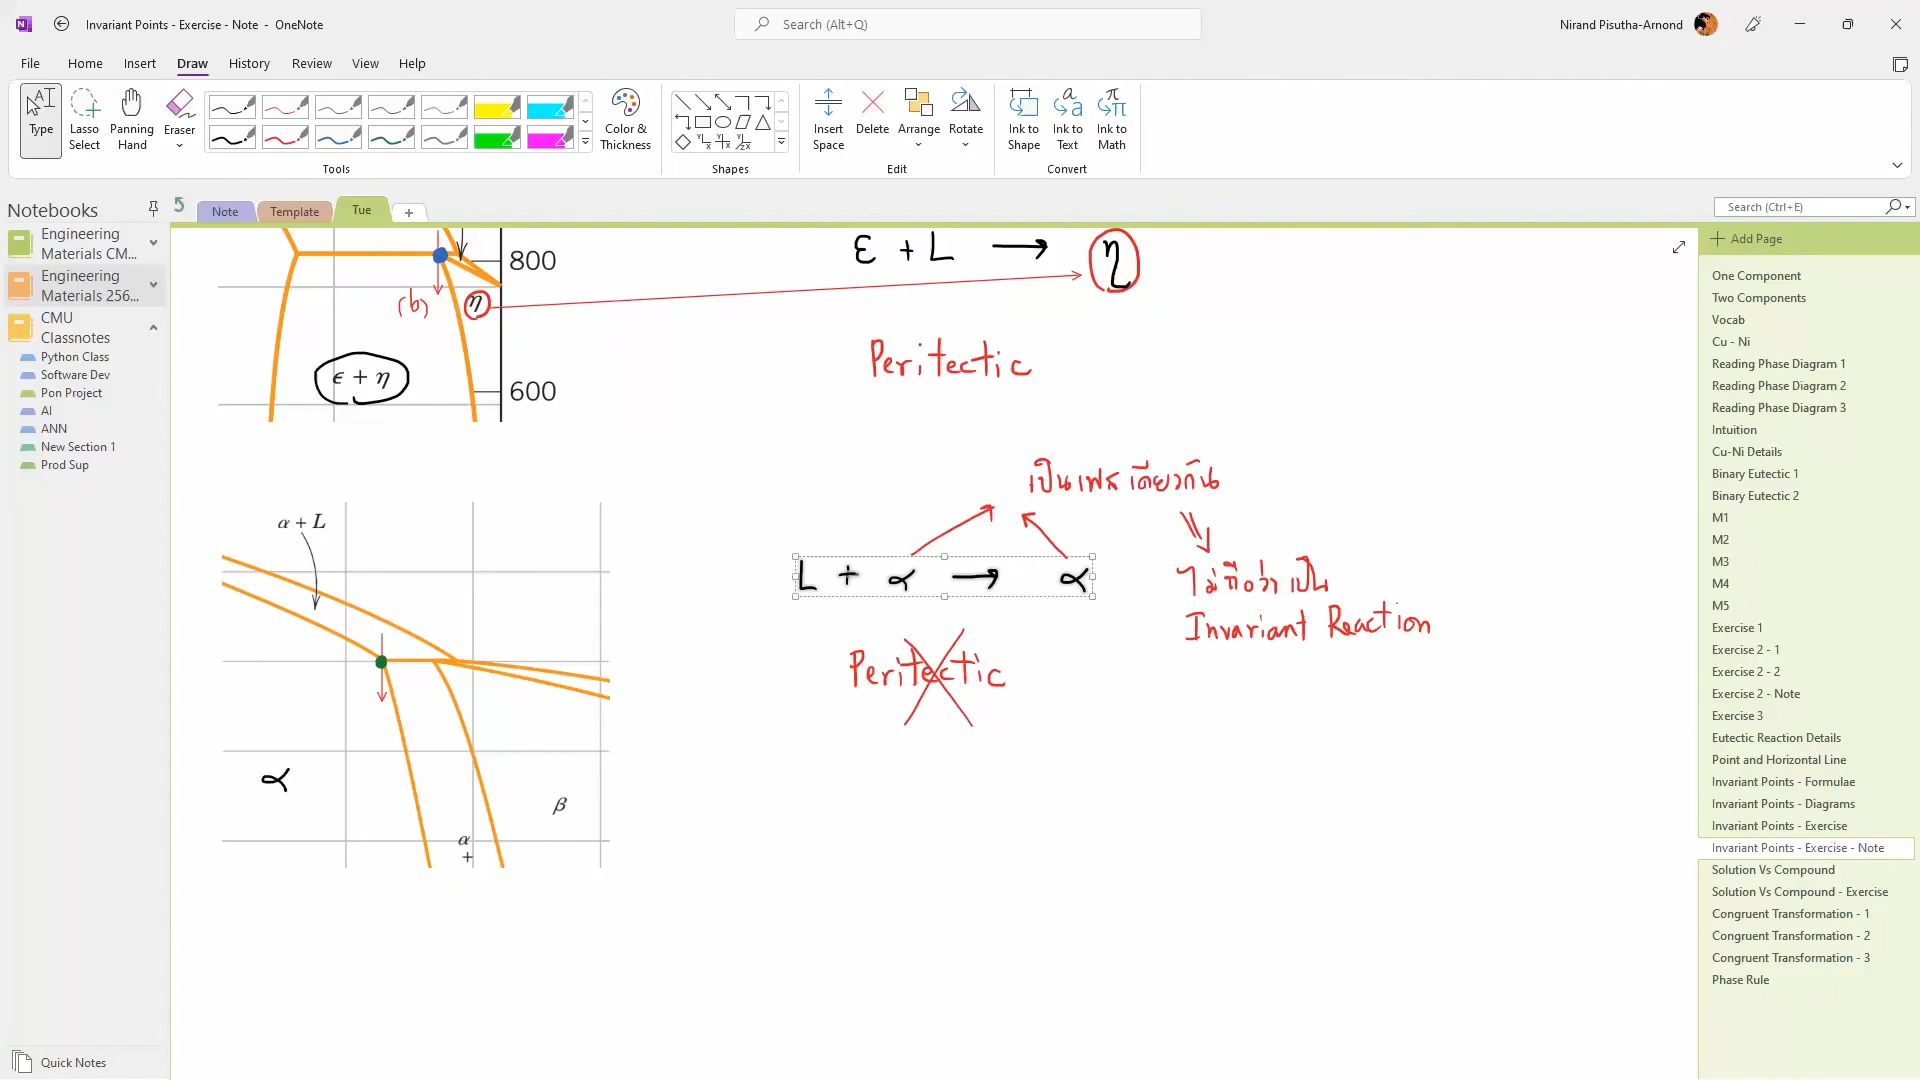 Invariant Points - Exercise - Note - OneNote
Search (Alt+Q)
Nirand Pisutha-Arnond
File Home Insert Draw History Review View Help
Type
Lasso Select
Panning Hand
Eraser
Tools
Color & Thickness
Shapes
Insert Space
Delete
Arrange
Rotate
Edit
Ink to Shape
Ink to Text
Ink to Math
Convert
Notebooks
Note Template Tue
Search (Ctrl+E)
Engineering
Materials CM...
Engineering
Materials 256...
CMU
Classnotes
Python Class
Software Dev
Pon Project
AI
ANN
New Section 1
Prod Sup
Quick Notes
800
(b)
η
ϵ + η
600
ε + L → η
Peritectic
เป็นเฟสเดียวกัน
L + α → α
ไม่ถือว่าเป็น
Invariant Reaction
Peritectic
α + L
α
β
α
+
Add Page
One Component
Two Components
Vocab
Cu - Ni
Reading Phase Diagram 1
Reading Phase Diagram 2
Reading Phase Diagram 3
Intuition
Cu-Ni Details
Binary Eutectic 1
Binary Eutectic 2
M1
M2
M3
M4
M5
Exercise 1
Exercise 2 - 1
Exercise 2 - 2
Exercise 2 - Note
Exercise 3
Eutectic Reaction Details
Point and Horizontal Line
Invariant Points - Formulae
Invariant Points - Diagrams
Invariant Points - Exercise
Invariant Points - Exercise - Note
Solution Vs Compound
Solution Vs Compound - Exercise
Congruent Transformation - 1
Congruent Transformation - 2
Congruent Transformation - 3
Phase Rule